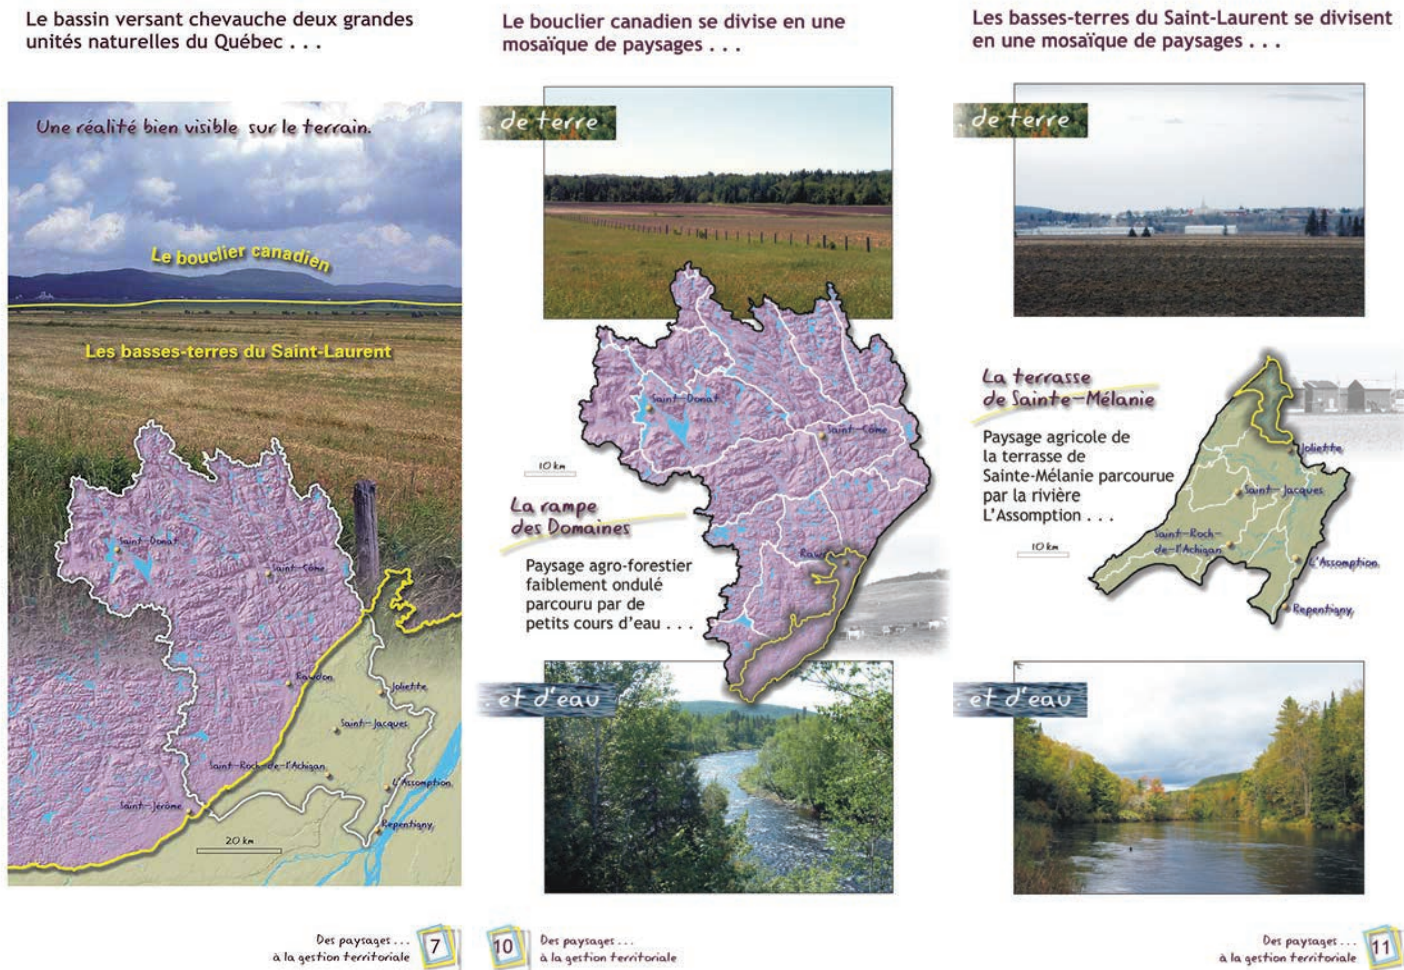 Le bassin versant chevauche deux grandes
unités naturelles du Québec . . .
Une réalité bien visible sur le terrain.
Le bouclier canadien
Les basses-terres du Saint-Laurent
Saint-Donat
Saint-Côme
Rawdon
Joliette
Saint-Jacques
Saint-Roch-de-l'Achigan
L'Assomption
Saint-Jérôme
Repentigny
20 km
Des paysages ...
à la gestion territoriale
7
Le bouclier canadien se divise en une
mosaïque de paysages . . .
. de terre
Saint-Donat
Saint-Côme
10 km
La rampe
des Domaines
Paysage agro-forestier
faiblement ondulé
parcouru par de
petits cours d'eau . . .
. et d'eau
10
Des paysages ...
à la gestion territoriale
Les basses-terres du Saint-Laurent se divisent
en une mosaïque de paysages . . .
. de terre
La terrasse
de Sainte-Mélanie
Paysage agricole de
la terrasse de
Sainte-Mélanie parcourue
par la rivière
L'Assomption . . .
10 km
Joliette
Saint-Jacques
Saint-Roch-
de-l'Achigan
L'Assomption
Repentigny
. et d'eau
Des paysages ...
à la gestion territoriale
11